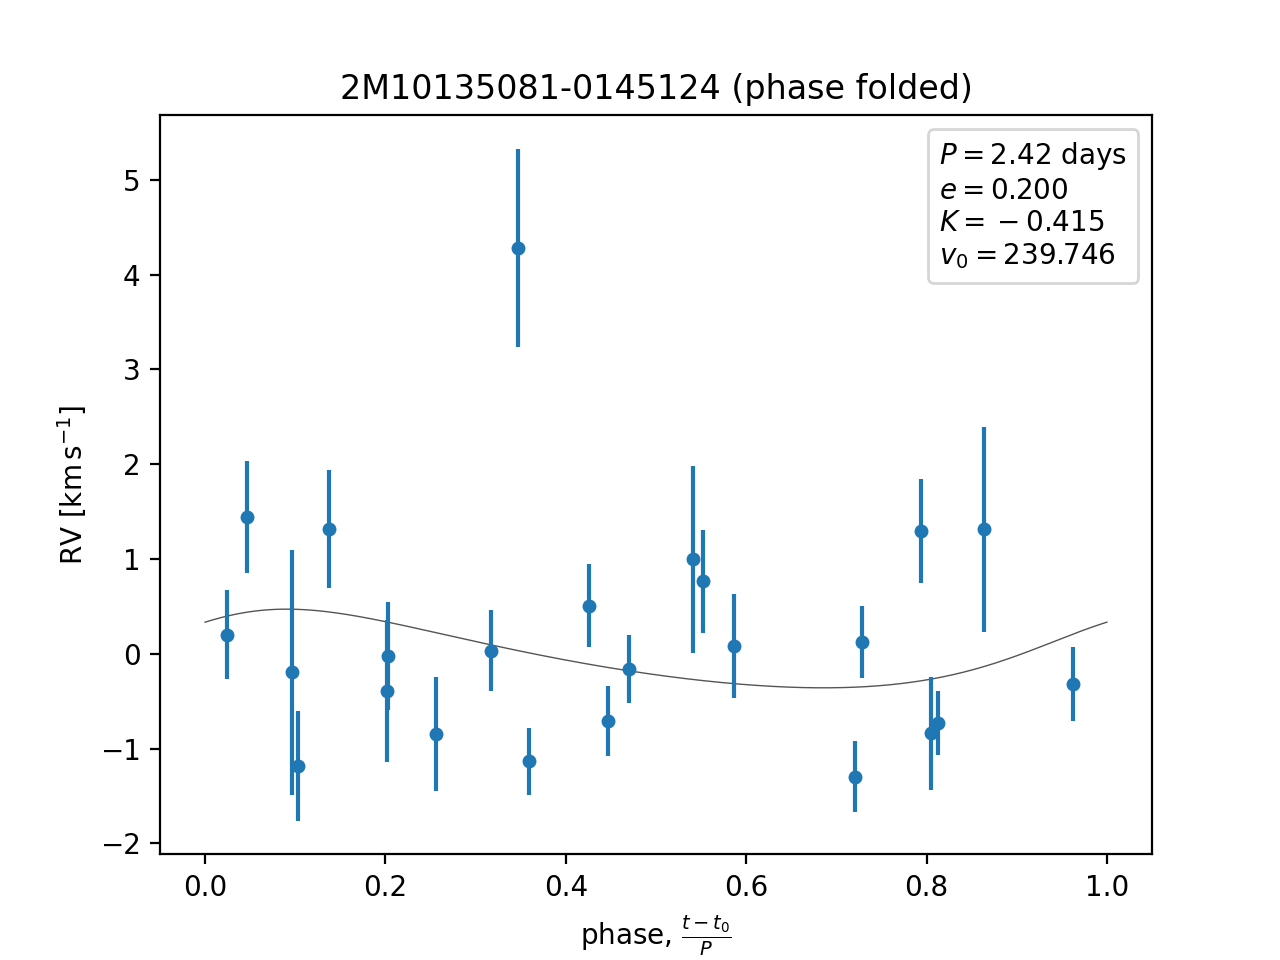 2M10135081-0145124 (phase folded)
P = 2.42 days
e = 0.200
K = −0.415
v₀ = 239.746
RV [km s⁻¹]
5
4
3
2
1
0
−1
−2
0.0 0.2 0.4 0.6 0.8 1.0
phase, (t − t₀)/P